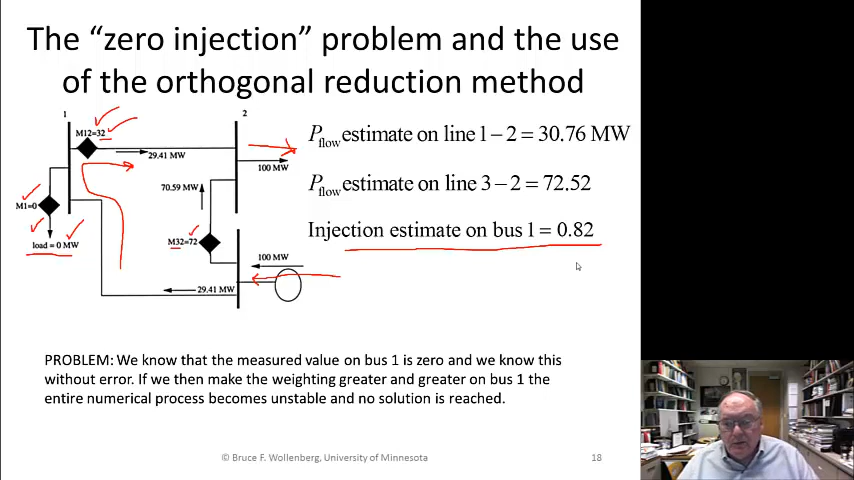 The “zero injection” problem and the use
of the orthogonal reduction method
1
2
M12=32
29.41 MW
100 MW
70.59 MW
M1=0
M32=72
load = 0 MW
100 MW
29.41 MW
Pflow estimate on line 1 − 2 = 30.76 MW
Pflow estimate on line 3 − 2 = 72.52
Injection estimate on bus 1 = 0.82
PROBLEM: We know that the measured value on bus 1 is zero and we know this
without error. If we then make the weighting greater and greater on bus 1 the
entire numerical process becomes unstable and no solution is reached.
© Bruce F. Wollenberg, University of Minnesota
18